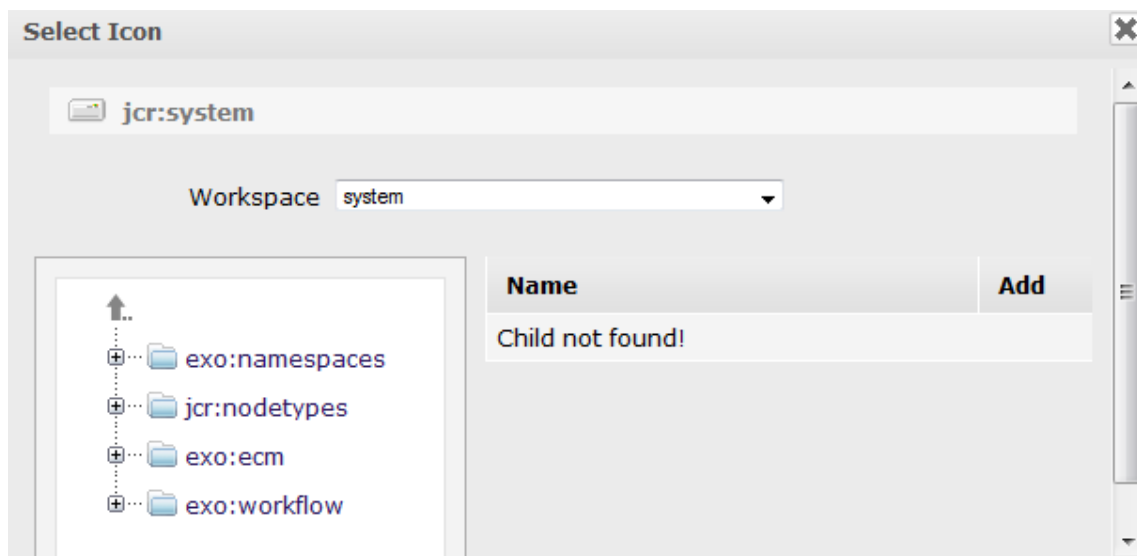 Select Icon
jcr:system
Workspace system
Name Add
Child not found!
..
exo:namespaces
jcr:nodetypes
exo:ecm
exo:workflow